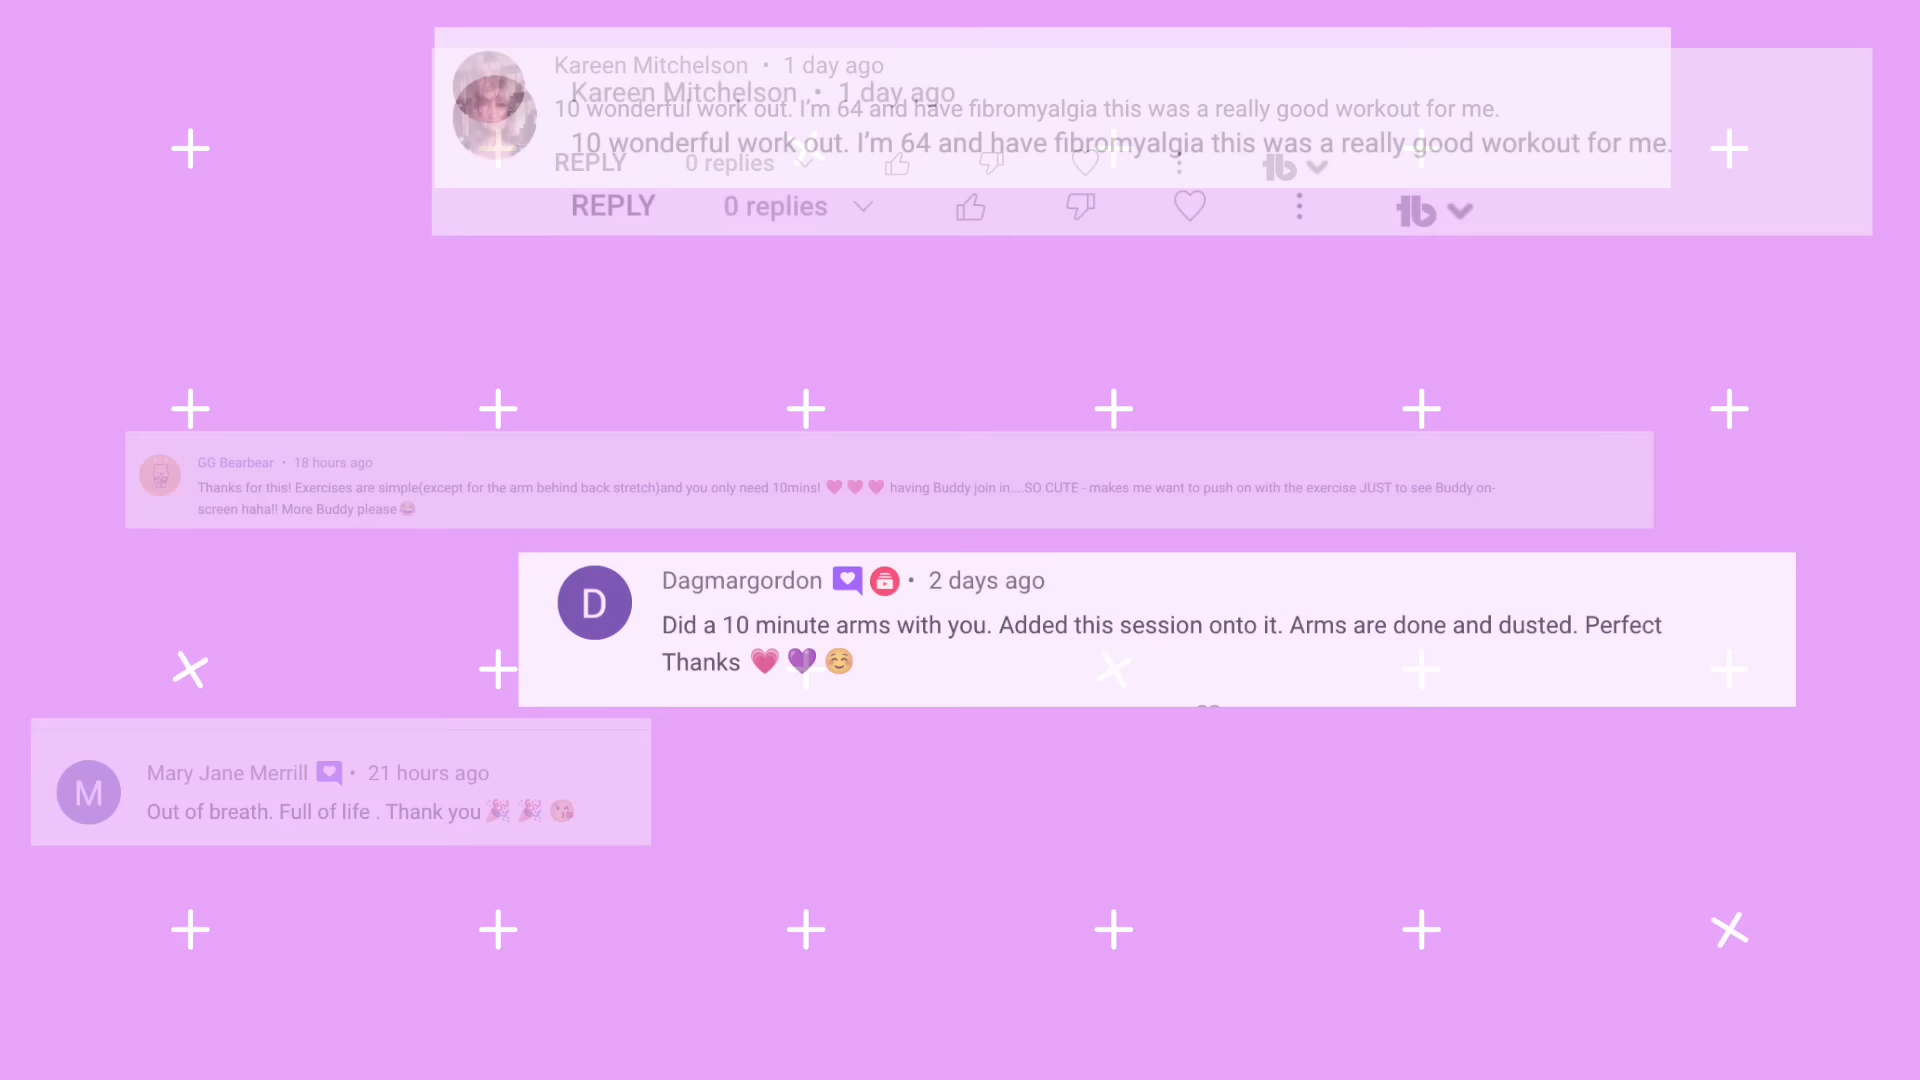 Kareen Mitchelson • 1 day ago
10 wonderful work out. I'm 64 and have fibromyalgia this was a really good workout for me.
REPLY 0 replies
Kareen Mitchelson • 1 day ago
10 wonderful work out. I'm 64 and have fibromyalgia this was a really good workout for me.
REPLY 0 replies
GG Bearbear • 18 hours ago
Thanks for this! Exercises are simple(except for the arm behind back stretch)and you only need 10mins! ❤️ ❤️ ❤️ having Buddy join in....SO CUTE - makes me want to push on with the exercise JUST to see Buddy on-
screen haha!! More Buddy please 😂
D
Dagmargordon • 2 days ago
Did a 10 minute arms with you. Added this session onto it. Arms are done and dusted. Perfect
Thanks 💗 💜 ☺️
M
Mary Jane Merrill • 21 hours ago
Out of breath. Full of life . Thank you 🎉 🎉 😘